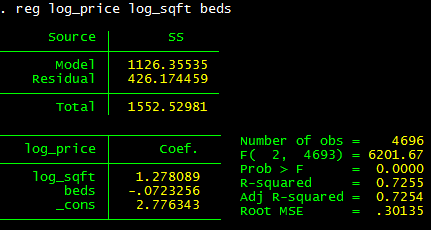 . reg log_price log_sqft beds
Source SS
Model 1126.35535
Residual 426.174459
Total 1552.52981
log_price Coef.
log_sqft 1.278089
beds -.0723256
_cons 2.776343
Number of obs = 4696
F( 2, 4693) = 6201.67
Prob > F = 0.0000
R-squared = 0.7255
Adj R-squared = 0.7254
Root MSE = .30135